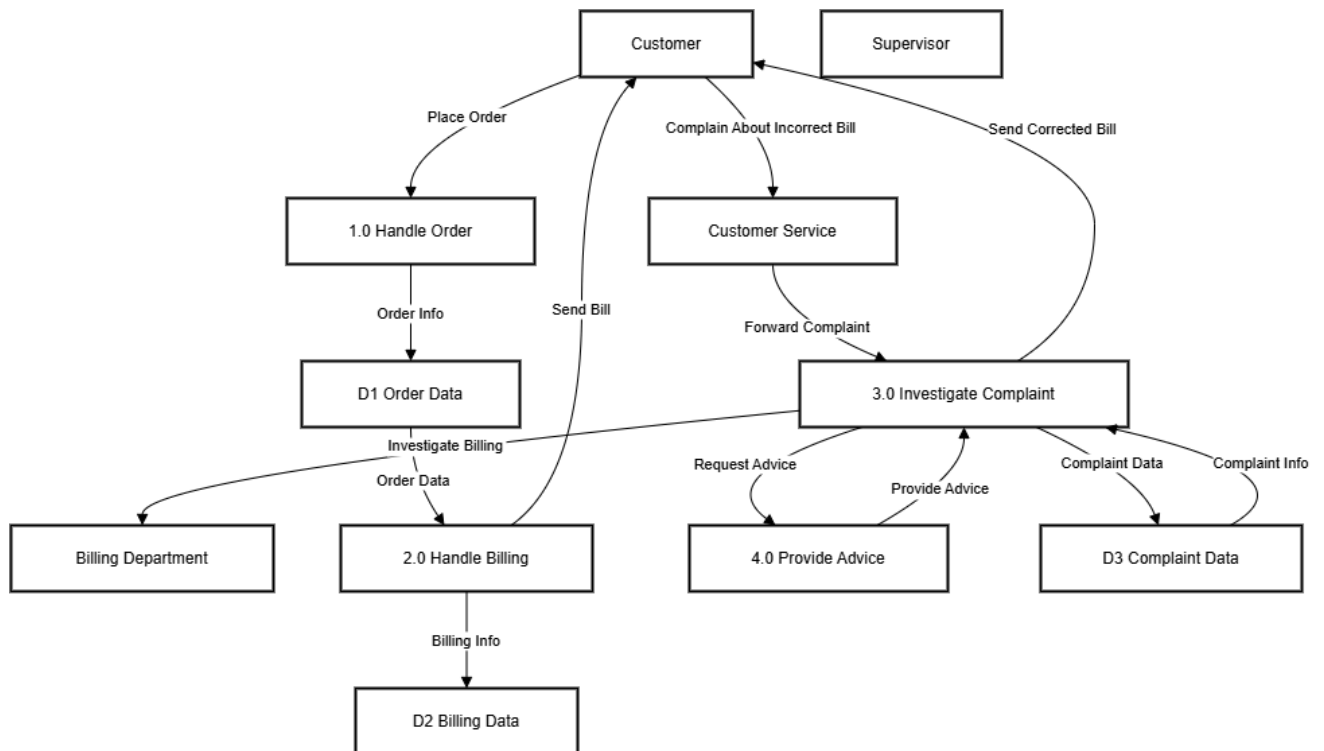 Customer
Supervisor
Place Order
Complain About Incorrect Bill
Send Corrected Bill
1.0 Handle Order
Customer Service
Order Info
Send Bill
Forward Complaint
D1 Order Data
3.0 Investigate Complaint
Investigate Billing
Request Advice
Complaint Data
Complaint Info
Order Data
Provide Advice
Billing Department
2.0 Handle Billing
4.0 Provide Advice
D3 Complaint Data
Billing Info
D2 Billing Data